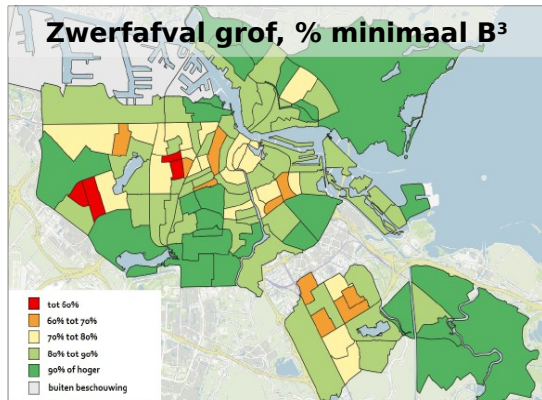 Zwerfafval grof, % minimaal B³
tot 60%
60% tot 70%
70% tot 80%
80% tot 90%
90% of hoger
buiten beschouwing